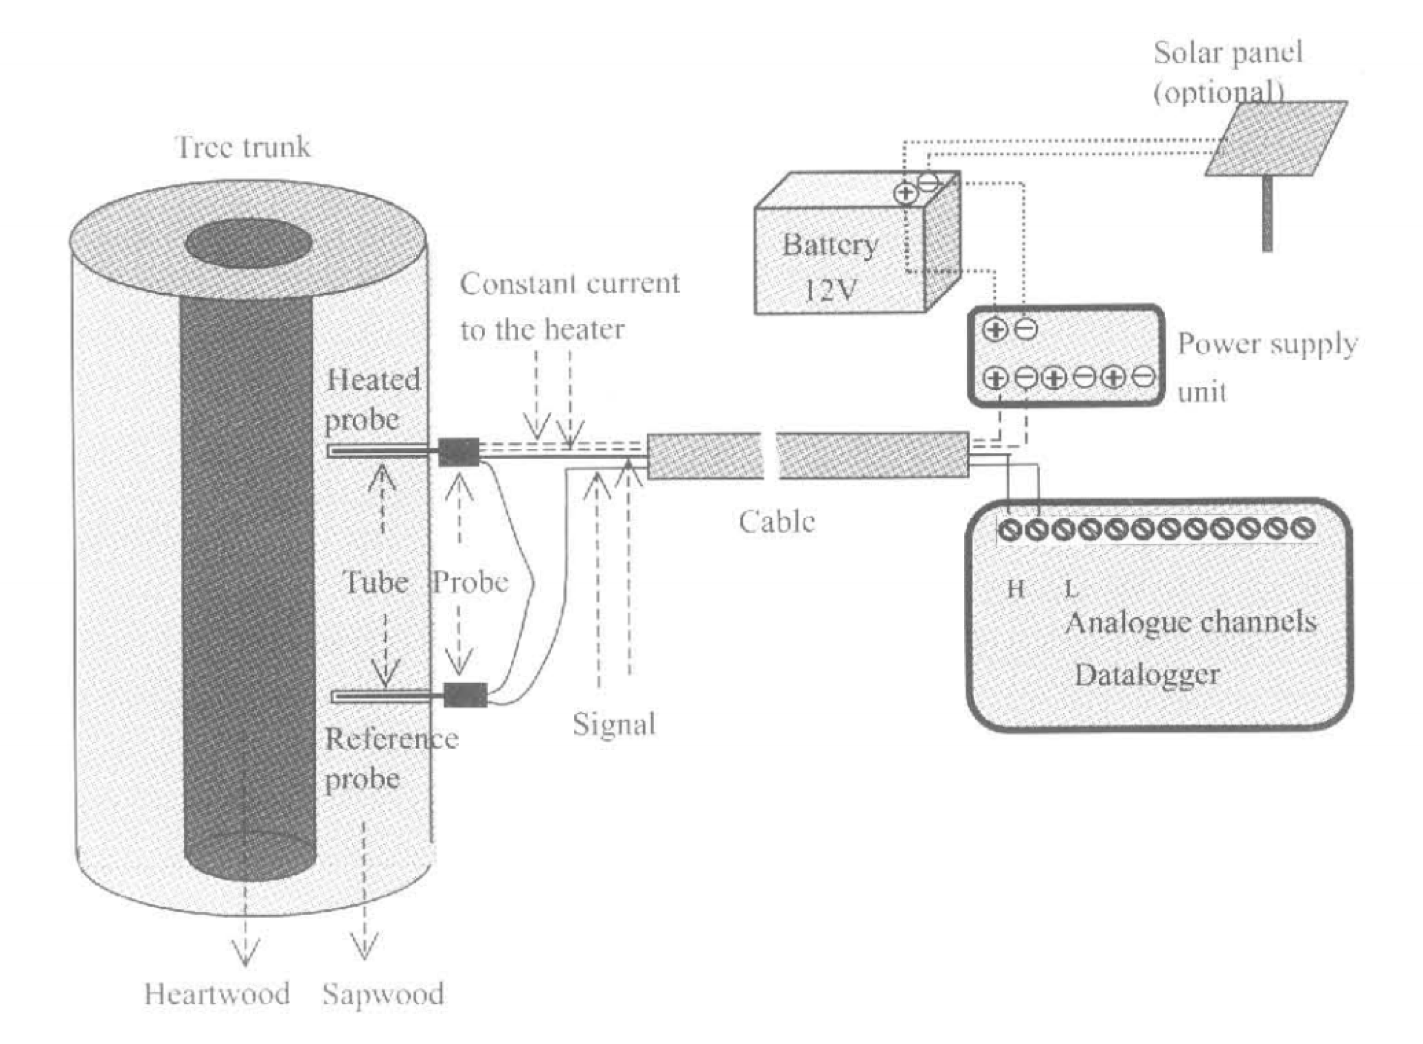 Solar panel
(optional)
Tree trunk
Battery
12V
Constant current
to the heater
Power supply
unit
Heated
probe
Cable
Tube
Probe
H L
Analogue channels
Datalogger
Signal
Reference
probe
Heartwood
Sapwood